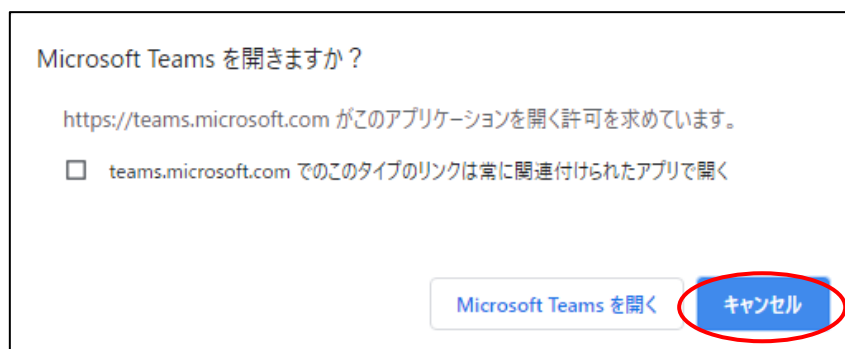 Microsoft Teams を開きますか？
https://teams.microsoft.com がこのアプリケーションを開く許可を求めています。
teams.microsoft.com でのこのタイプのリンクは常に関連付けられたアプリで開く
Microsoft Teams を開く キャンセル